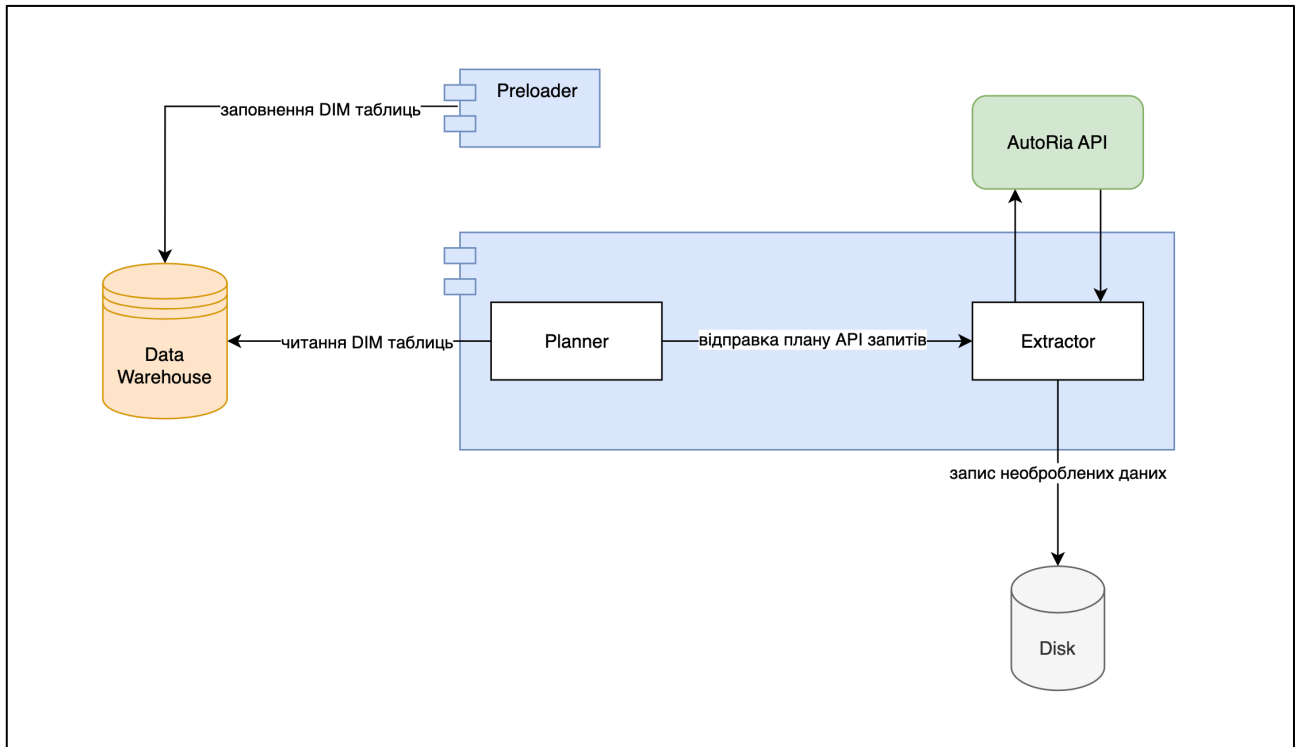 Preloader
заповнення DIM таблиць
AutoRia API
Data
Warehouse
читання DIM таблиць
Planner
відправка плану API запитів
Extractor
запис необроблених даних
Disk